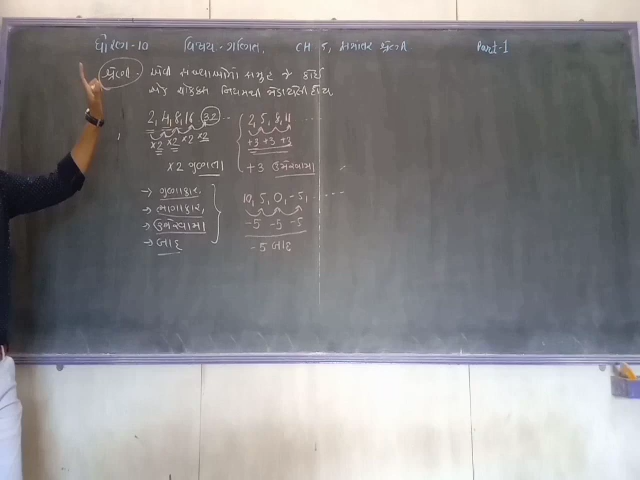 ધોરણ-10 વિષય-ગણિત. CH 5, સમાંતર શ્રેણી Part-1
શ્રેણી - એવી સંખ્યાઓનો સમૂહ જે કોઈ
એક ચોક્કસ નિયમથી જોડાયેલી હોય.
2, 4, 8, 16 32 ...
×2 ×2 ×2 ×2
×2 ગુણતા
2, 5, 8, 11 ...
+3 +3 +3
+3 ઉમેરવામા
→ ગુણાકાર,
→ ભાગાકાર,
→ ઉમેરવામા
→ બાદ
10, 5, 0, -5, ......
-5 -5 -5
-5 બાદ